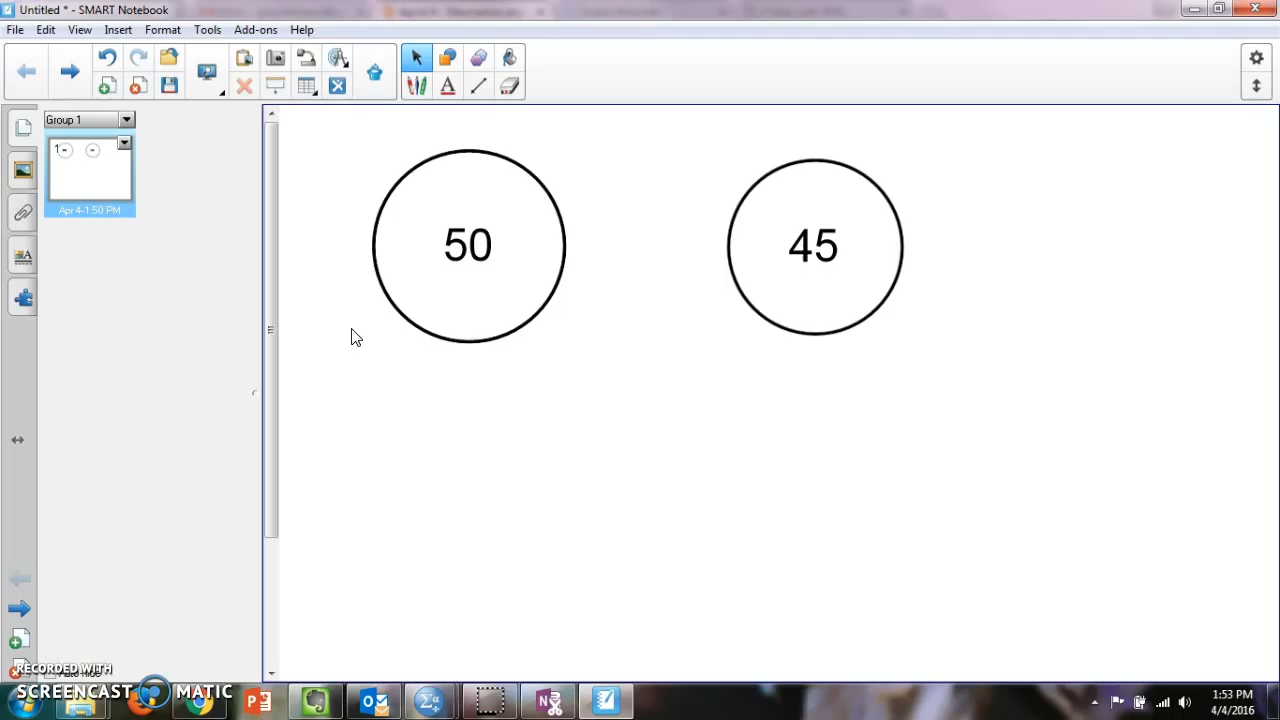 Untitled * - SMART Notebook
File Edit View Insert Format Tools Add-ons Help
Group 1
Apr 4-1:50 PM
50
45
RECORDED WITH
SCREENCAST MATIC
1:53 PM
4/4/2016